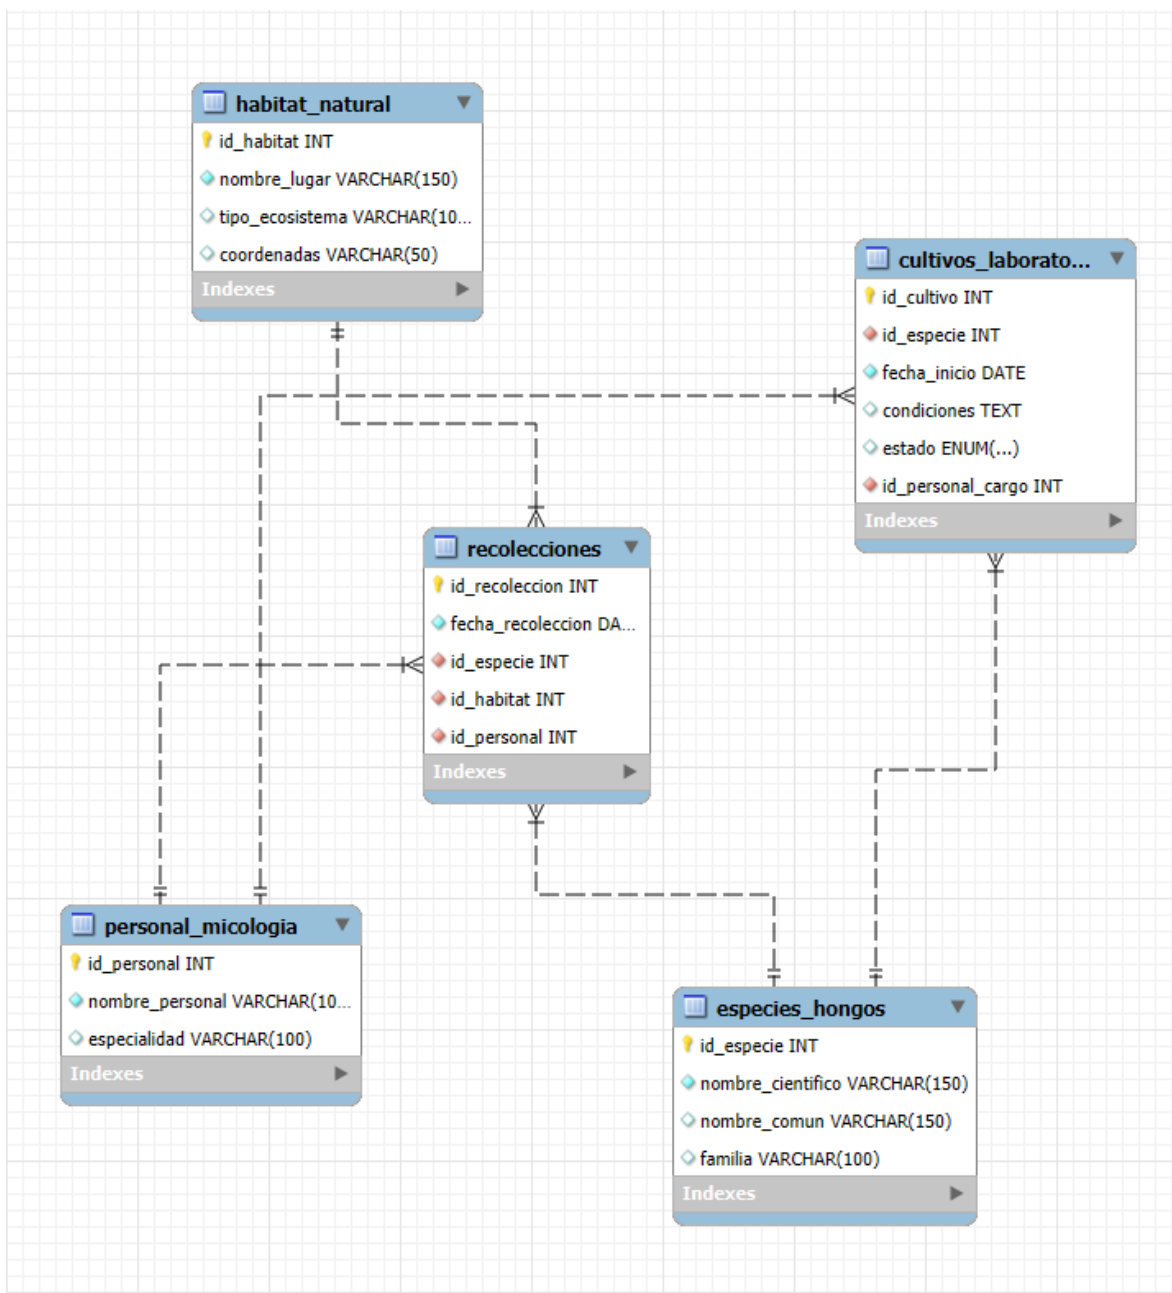 habitat_natural
id_habitat INT
nombre_lugar VARCHAR(150)
tipo_ecosistema VARCHAR(10...
coordenadas VARCHAR(50)
Indexes
cultivos_laborato...
id_cultivo INT
id_especie INT
fecha_inicio DATE
condiciones TEXT
estado ENUM(...)
id_personal_cargo INT
Indexes
recolecciones
id_recoleccion INT
fecha_recoleccion DA...
id_especie INT
id_habitat INT
id_personal INT
Indexes
personal_micologia
id_personal INT
nombre_personal VARCHAR(10...
especialidad VARCHAR(100)
Indexes
especies_hongos
id_especie INT
nombre_cientifico VARCHAR(150)
nombre_comun VARCHAR(150)
familia VARCHAR(100)
Indexes